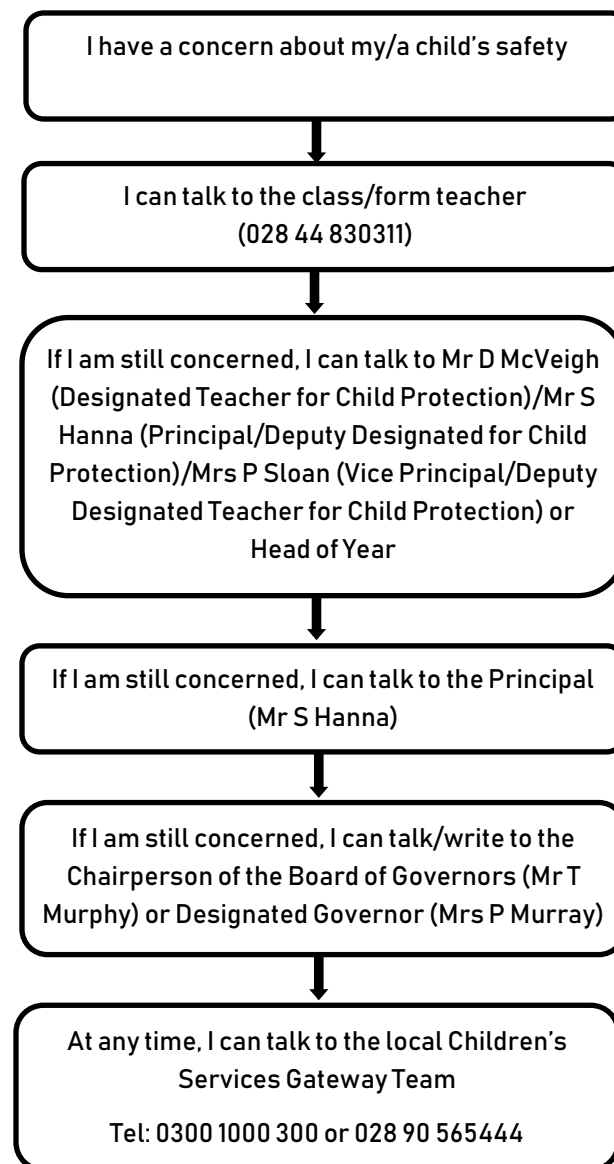 I have a concern about my/a child’s safety
I can talk to the class/form teacher
(028 44 830311)
If I am still concerned, I can talk to Mr D McVeigh
(Designated Teacher for Child Protection)/Mr S
Hanna (Principal/Deputy Designated for Child
Protection)/Mrs P Sloan (Vice Principal/Deputy
Designated Teacher for Child Protection) or
Head of Year
If I am still concerned, I can talk to the Principal
(Mr S Hanna)
If I am still concerned, I can talk/write to the
Chairperson of the Board of Governors (Mr T
Murphy) or Designated Governor (Mrs P Murray)
At any time, I can talk to the local Children’s
Services Gateway Team
Tel: 0300 1000 300 or 028 90 565444